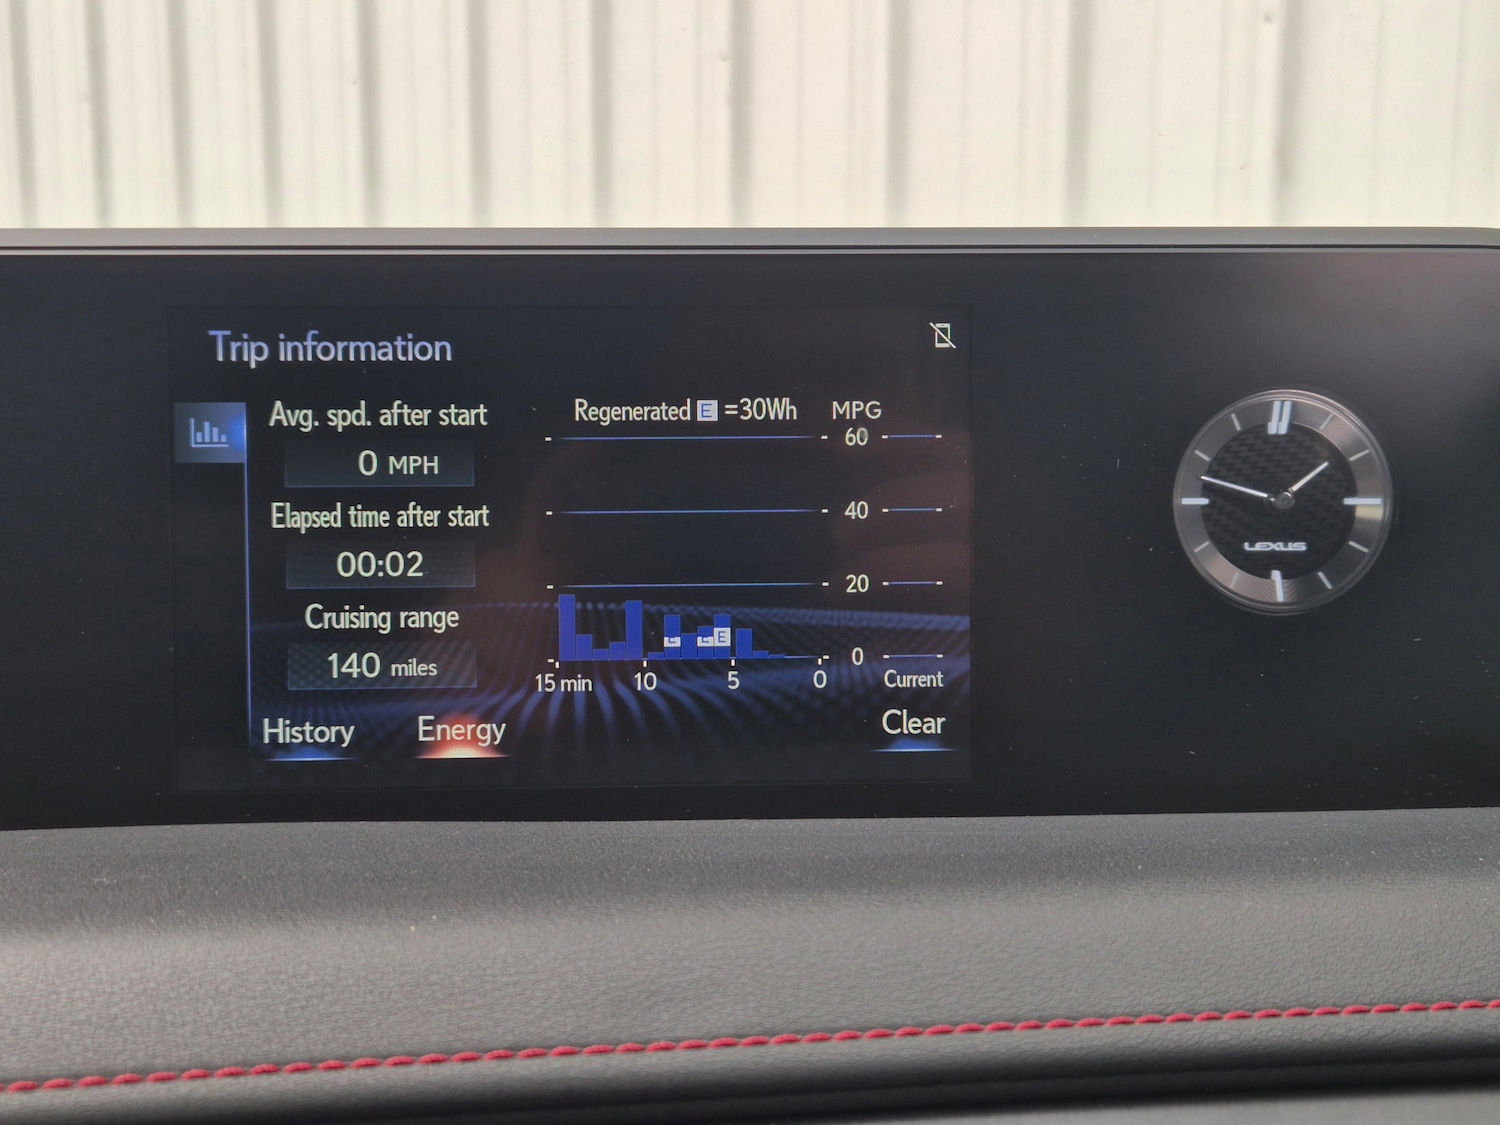 Trip information
Avg. spd. after start
0 MPH
Elapsed time after start
00:02
Cruising range
140 miles
History
Energy
Regenerated E =30Wh
MPG
60
40
20
0
E
15 min
10
5
0
Current
Clear
LEXUS